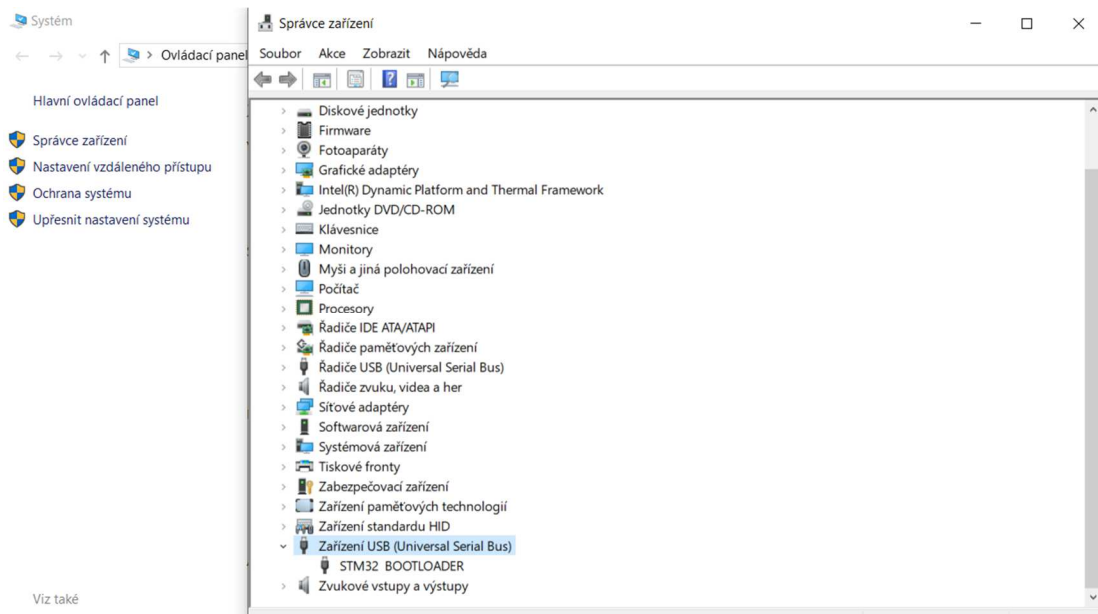 Systém
Ovládací panel
Hlavní ovládací panel
Správce zařízení
Nastavení vzdáleného přístupu
Ochrana systému
Upřesnit nastavení systému
Viz také
Správce zařízení
Soubor Akce Zobrazit Nápověda
Diskové jednotky
Firmware
Fotoaparáty
Grafické adaptéry
Intel(R) Dynamic Platform and Thermal Framework
Jednotky DVD/CD-ROM
Klávesnice
Monitory
Myši a jiná polohovací zařízení
Počítač
Procesory
Řadiče IDE ATA/ATAPI
Řadiče paměťových zařízení
Řadiče USB (Universal Serial Bus)
Řadiče zvuku, videa a her
Síťové adaptéry
Softwarová zařízení
Systémová zařízení
Tiskové fronty
Zabezpečovací zařízení
Zařízení paměťových technologií
Zařízení standardu HID
Zařízení USB (Universal Serial Bus)
STM32 BOOTLOADER
Zvukové vstupy a výstupy